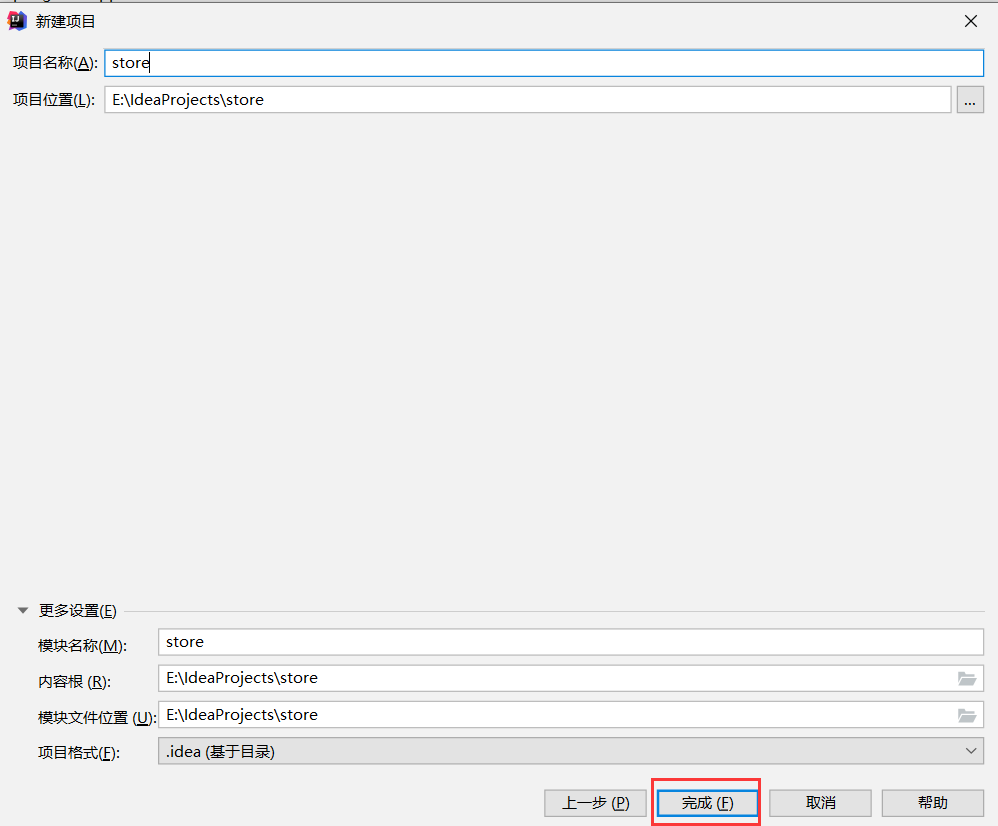 新建项目
项目名称(A): store
项目位置(L): E:\IdeaProjects\store ...
更多设置(E)
模块名称(M): store
内容根 (R): E:\IdeaProjects\store
模块文件位置 (U): E:\IdeaProjects\store
项目格式(F): .idea (基于目录)
上一步 (P) 完成 (F) 取消 帮助